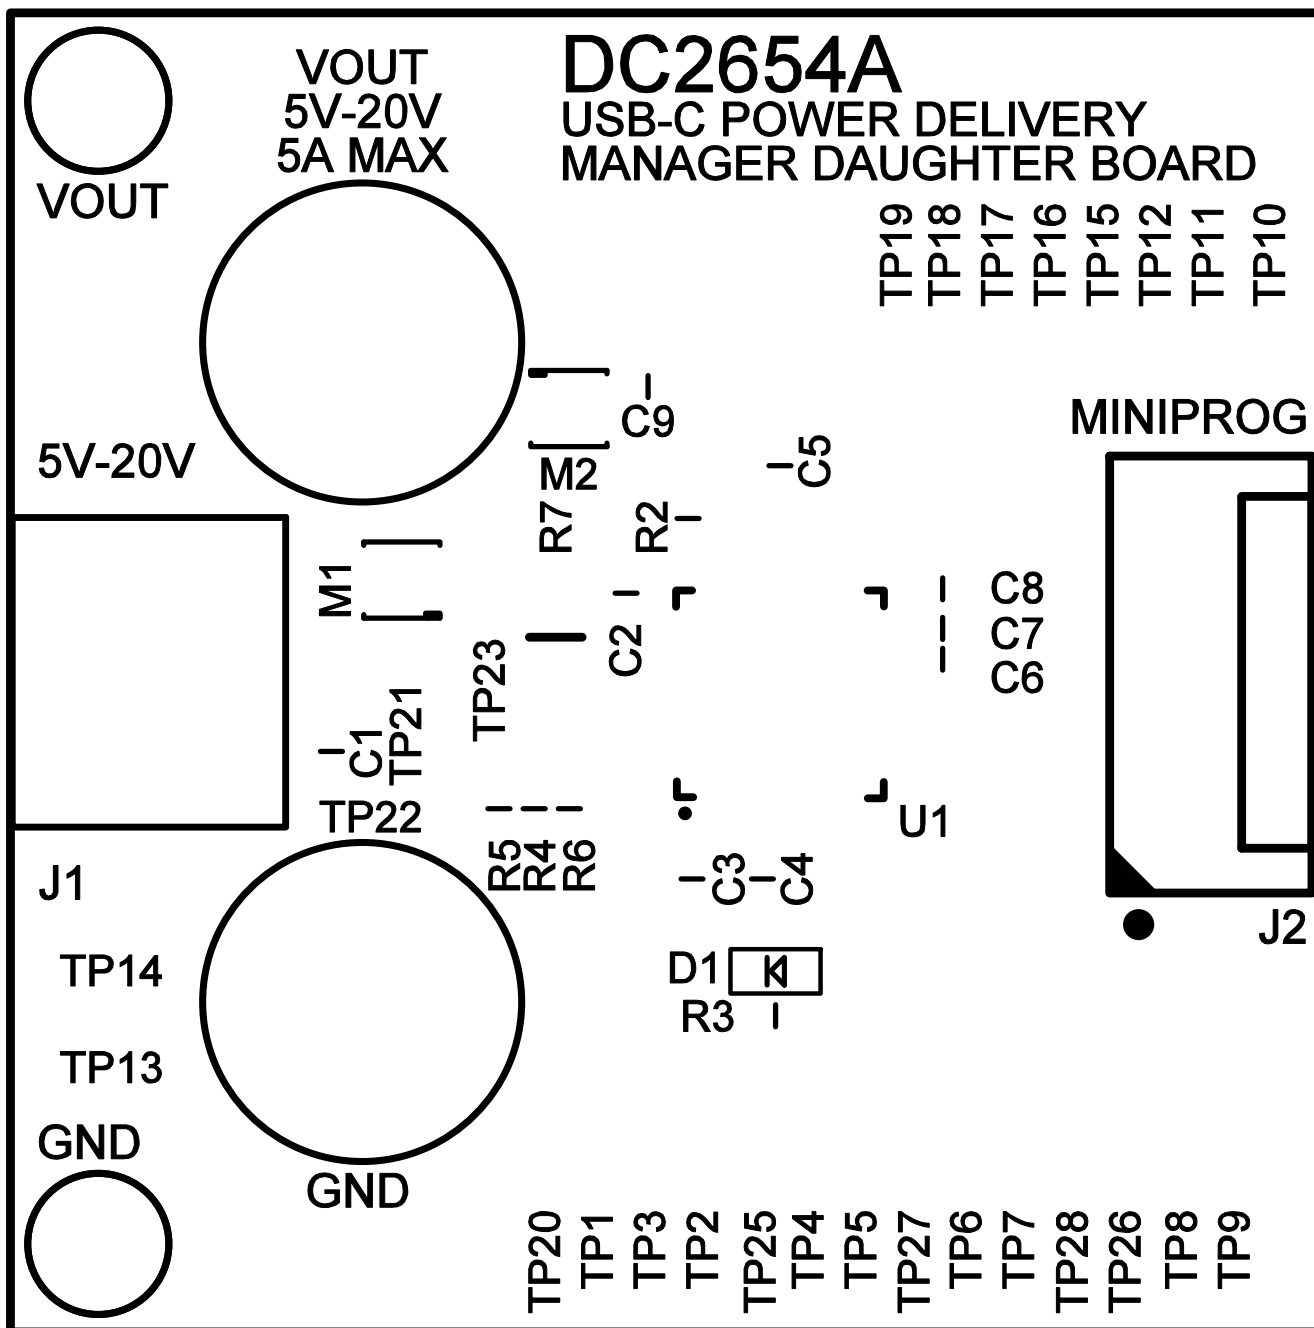 DC2654A
USB-C POWER DELIVERY
MANAGER DAUGHTER BOARD
VOUT
5V-20V
5A MAX
VOUT
TP19
TP18
TP17
TP16
TP15
TP12
TP11
TP10
5V-20V
M2
C9
C5
MINIPROG
R7
R2
M1
C8
C7
C6
C2
TP23
TP21
C1
TP22
U1
R5
R4
R6
C3
C4
J1
J2
TP14
D1
R3
TP13
GND
GND
TP20
TP1
TP3
TP2
TP25
TP4
TP5
TP27
TP6
TP7
TP28
TP26
TP8
TP9